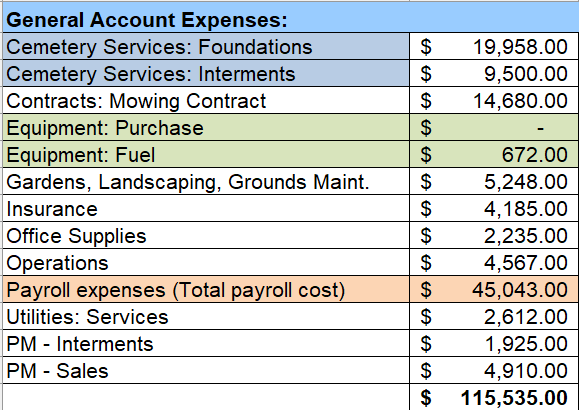 General Account Expenses:
Cemetery Services: Foundations $ 19,958.00
Cemetery Services: Interments $ 9,500.00
Contracts: Mowing Contract $ 14,680.00
Equipment: Purchase $ -
Equipment: Fuel $ 672.00
Gardens, Landscaping, Grounds Maint. $ 5,248.00
Insurance $ 4,185.00
Office Supplies $ 2,235.00
Operations $ 4,567.00
Payroll expenses (Total payroll cost) $ 45,043.00
Utilities: Services $ 2,612.00
PM - Interments $ 1,925.00
PM - Sales $ 4,910.00
$ 115,535.00